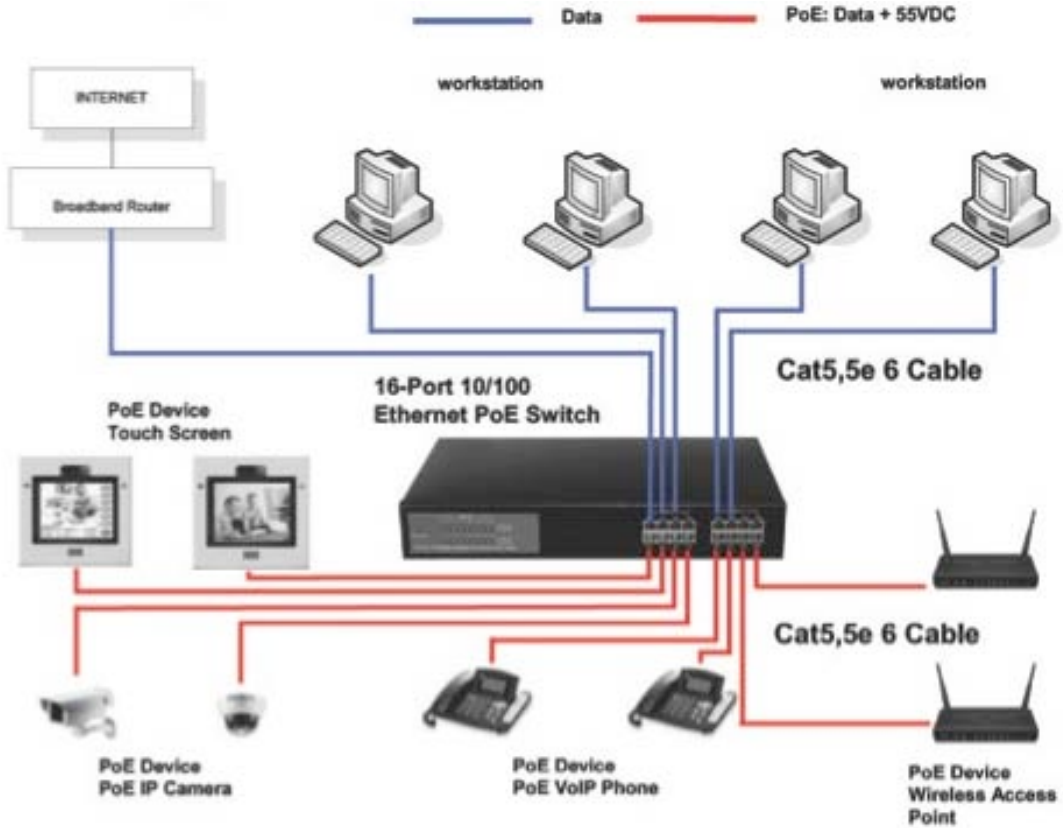 Data
PoE: Data + 55VDC
workstation
workstation
INTERNET
Broadband Router
Cat5,5e 6 Cable
16-Port 10/100
Ethernet PoE Switch
PoE Device
Touch Screen
Cat5,5e 6 Cable
PoE Device
PoE IP Camera
PoE Device
PoE VoIP Phone
PoE Device
Wireless Access
Point